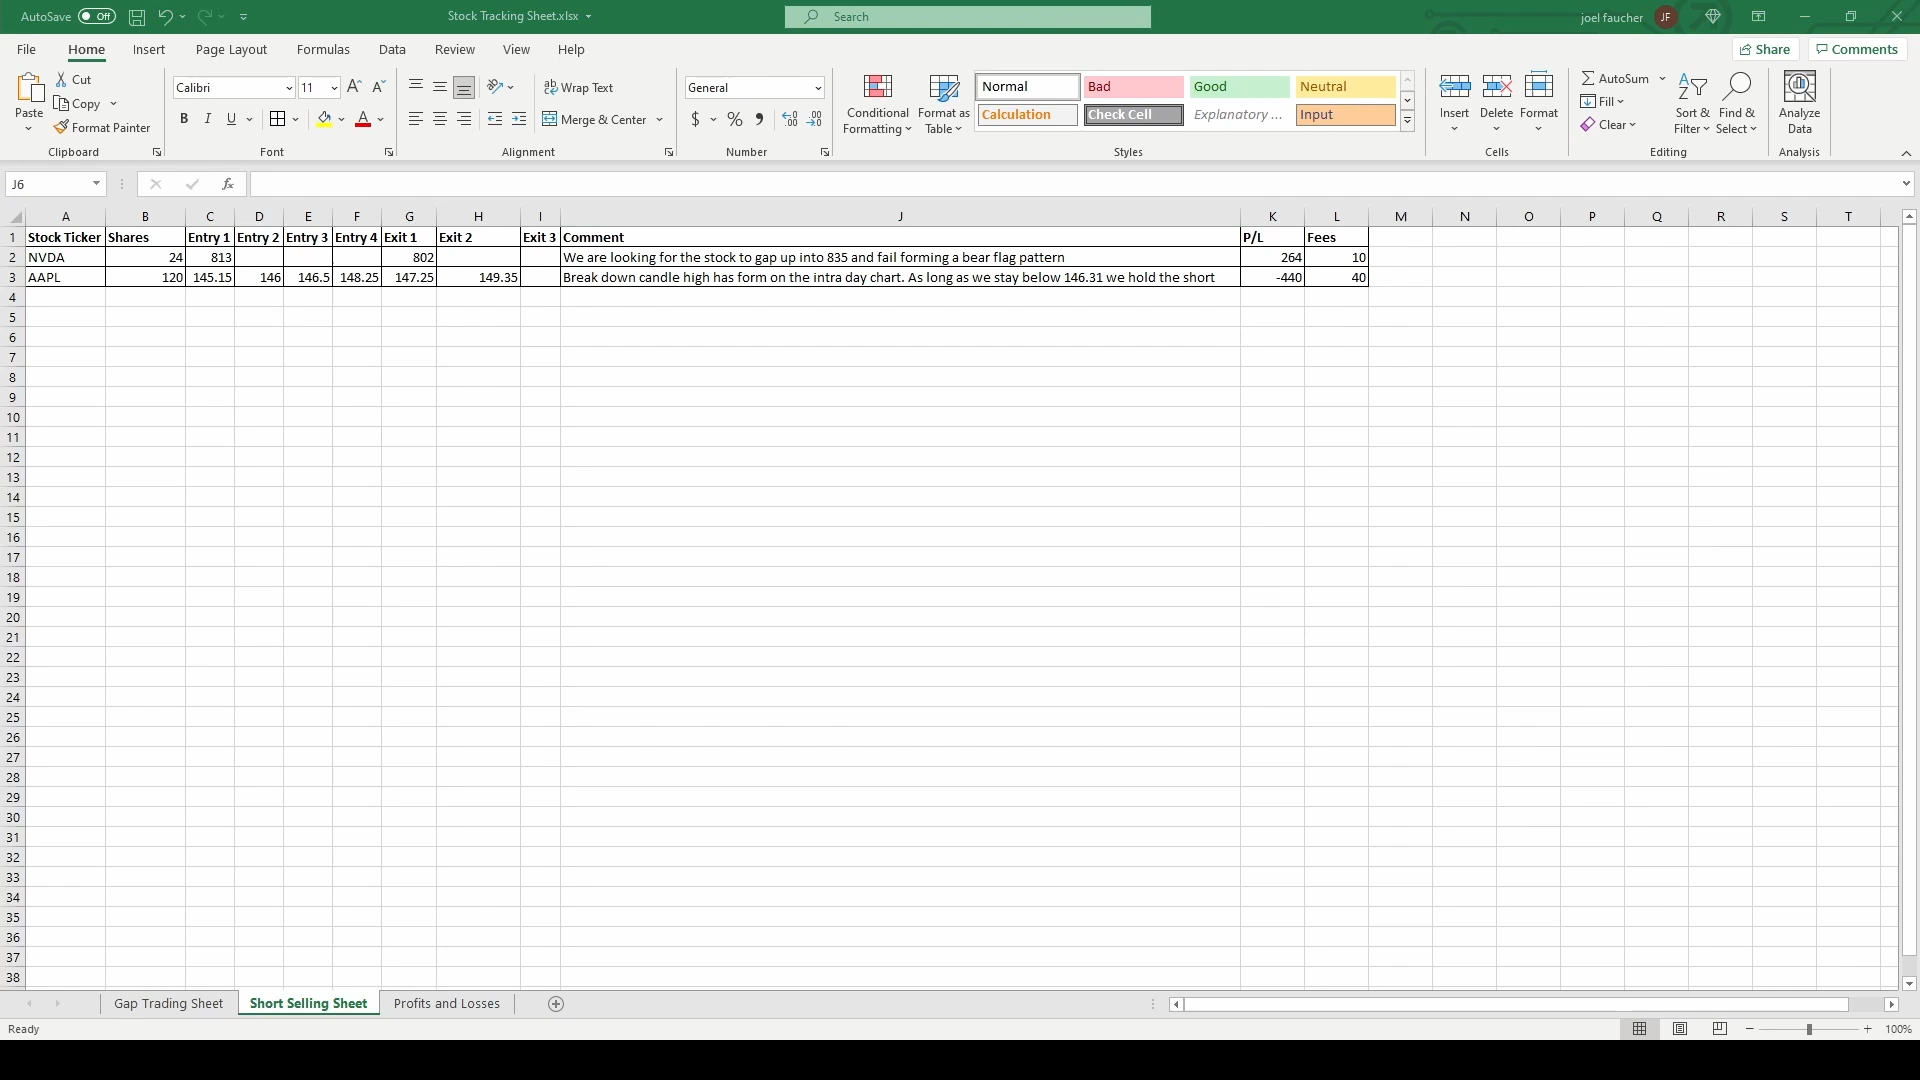 AutoSave Off Stock Tracking Sheet.xlsx Search joel faucher JF
File Home Insert Page Layout Formulas Data Review View Help Share Comments
Paste Cut Copy Format Painter Clipboard
Calibri 11 A A B I U A Font
Wrap Text Merge & Center Alignment
General $ % 9 .00 .00 Number
Conditional Formatting Format as Table
Normal Bad Good Neutral
Calculation Check Cell Explanatory ... Input
Styles
Insert Delete Format Cells
AutoSum Fill Clear Sort & Filter Find & Select Editing
Analyze Data Analysis
J6 fx
A B C D E F G H I J K L M N O P Q R S T
1 Stock Ticker Shares Entry 1 Entry 2 Entry 3 Entry 4 Exit 1 Exit 2 Exit 3 Comment P/L Fees
2 NVDA 24 813 802 We are looking for the stock to gap up into 835 and fail forming a bear flag pattern 264 10
3 AAPL 120 145.15 146 146.5 148.25 147.25 149.35 Break down candle high has form on the intra day chart. As long as we stay below 146.31 we hold the short -440 40
4
5
6
7
8
9
10
11
12
13
14
15
16
17
18
19
20
21
22
23
24
25
26
27
28
29
30
31
32
33
34
35
36
37
38
Gap Trading Sheet Short Selling Sheet Profits and Losses
Ready 100%